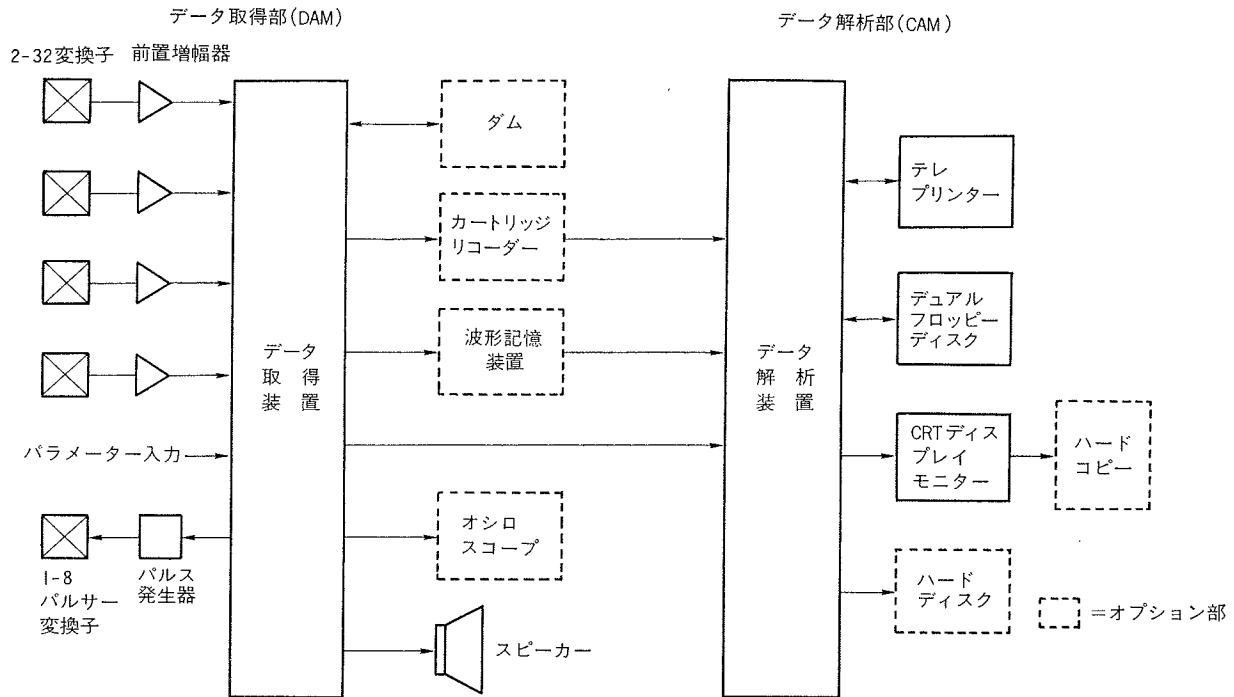 データ取得部(DAM)
データ解析部(CAM)
2-32変換子 前置増幅器
ダム
テレ
プリンター
カートリッジ
リコーダー
デュアル
フロッピー
ディスク
波形記憶
装置
データ
取得
装置
データ
解析
装置
CRTディス
プレイ
モニター
ハード
コピー
パラメーター入力
オシロ
スコープ
1-8
パルサー
変換子
パルス
発生器
ハード
ディスク
=オプション部
スピーカー